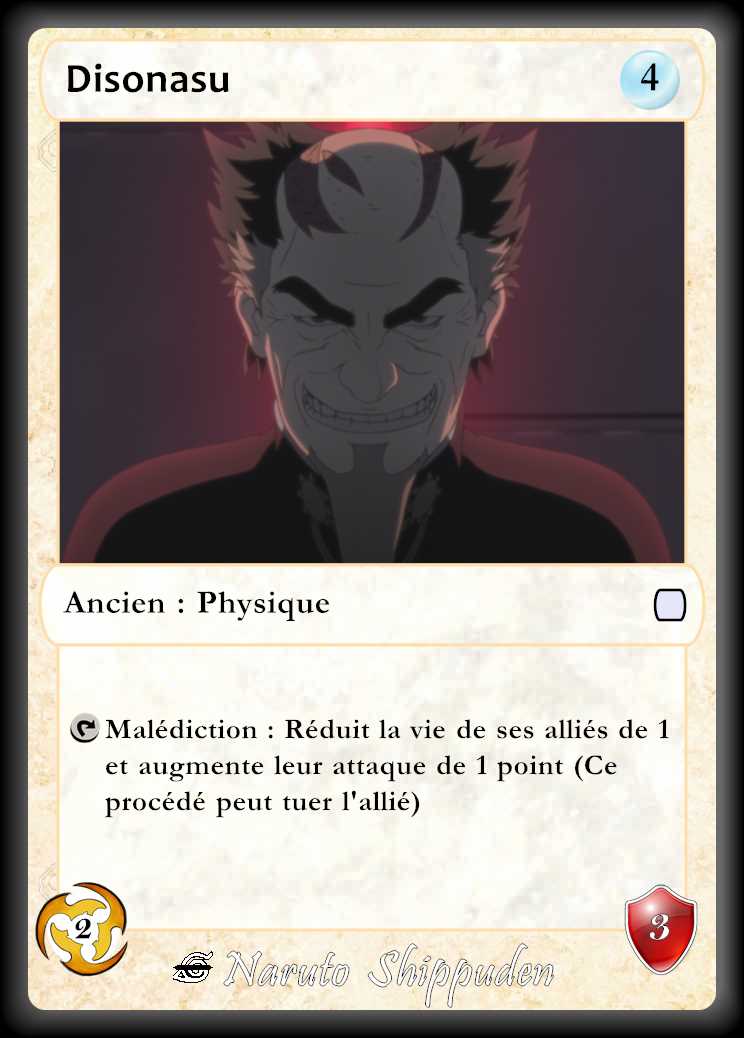 Disonasu
4
Ancien : Physique
Malédiction : Réduit la vie de ses alliés de 1
et augmente leur attaque de 1 point (Ce
procédé peut tuer l'allié)
2
3
Naruto Shippuden